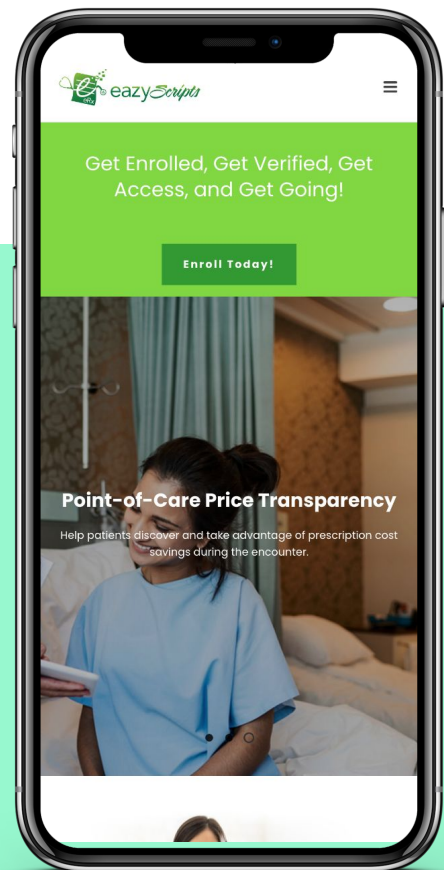 eRx
eazyScripts
Get Enrolled, Get Verified, Get
Access, and Get Going!
Enroll Today!
Point-of-Care Price Transparency
Help patients discover and take advantage of prescription cost
savings during the encounter.